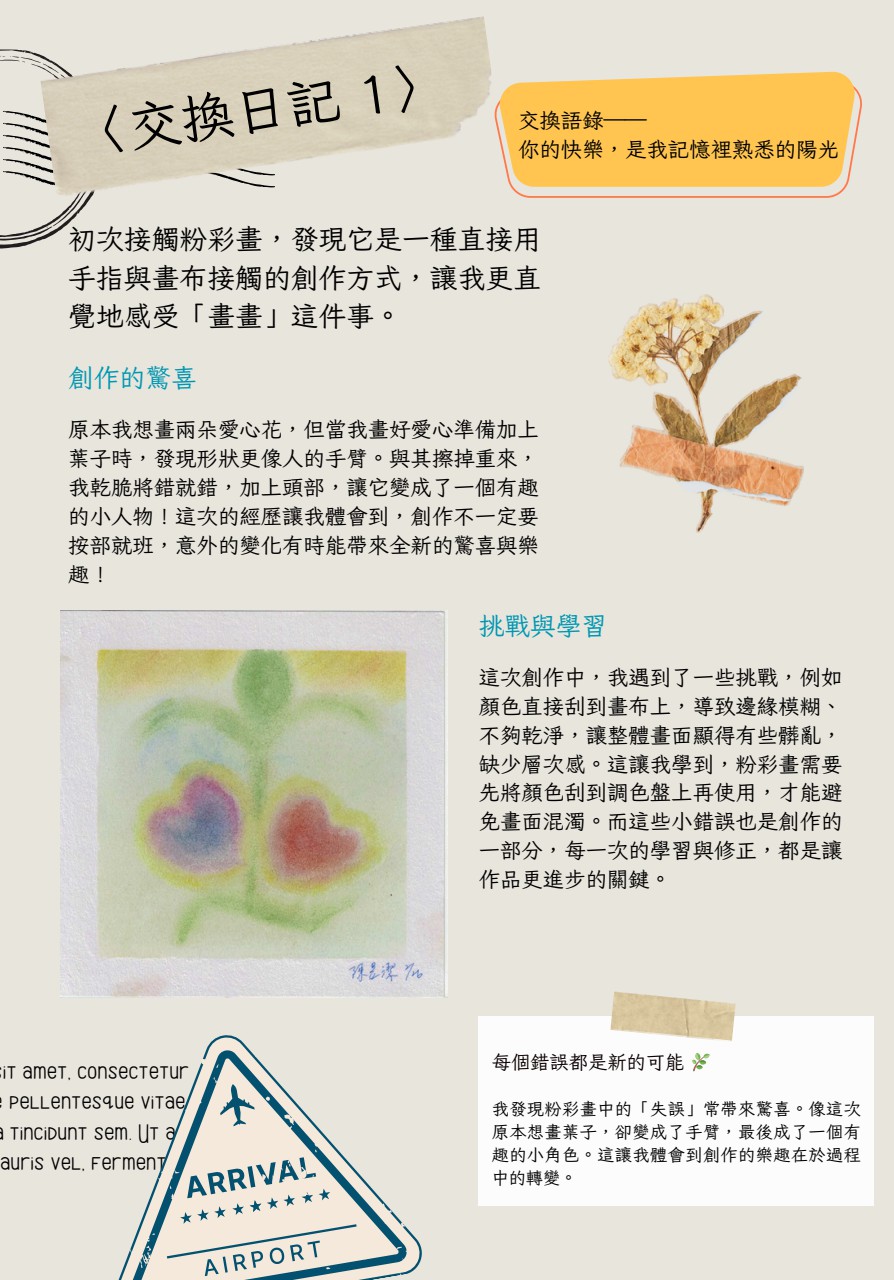 〈交換日記 1〉
交換語錄——
你的快樂，是我記憶裡熟悉的陽光
初次接觸粉彩畫，發現它是一種直接用
手指與畫布接觸的創作方式，讓我更直
覺地感受「畫畫」這件事。
創作的驚喜
原本我想畫兩朵愛心花，但當我畫好愛心準備加上
葉子時，發現形狀更像人的手臂。與其擦掉重來，
我乾脆將錯就錯，加上頭部，讓它變成了一個有趣
的小人物！這次的經歷讓我體會到，創作不一定要
按部就班，意外的變化有時能帶來全新的驚喜與樂
趣！
挑戰與學習
這次創作中，我遇到了一些挑戰，例如
顏色直接刮到畫布上，導致邊緣模糊、
不夠乾淨，讓整體畫面顯得有些髒亂，
缺少層次感。這讓我學到，粉彩畫需要
先將顏色刮到調色盤上再使用，才能避
免畫面混濁。而這些小錯誤也是創作的
一部分，每一次的學習與修正，都是讓
作品更進步的關鍵。
每個錯誤都是新的可能 🌿
我發現粉彩畫中的「失誤」常帶來驚喜。像這次
原本想畫葉子，卻變成了手臂，最後成了一個有
趣的小角色。這讓我體會到創作的樂趣在於過程
中的轉變。
sit amet, consectetur
pellentesque vitae
tincidunt sem. Ut a
auris vel, ferment
ARRIVAL
★★★★★★★★★
AIRPORT